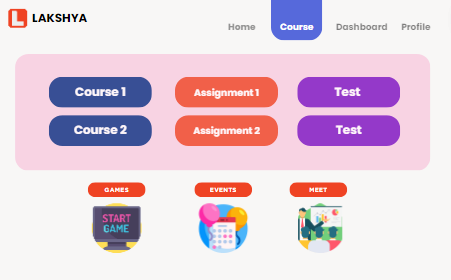 L LAKSHYA
Home Course Dashboard Profile
Course 1 Assignment 1 Test
Course 2 Assignment 2 Test
GAMES EVENTS MEET
START
GAME